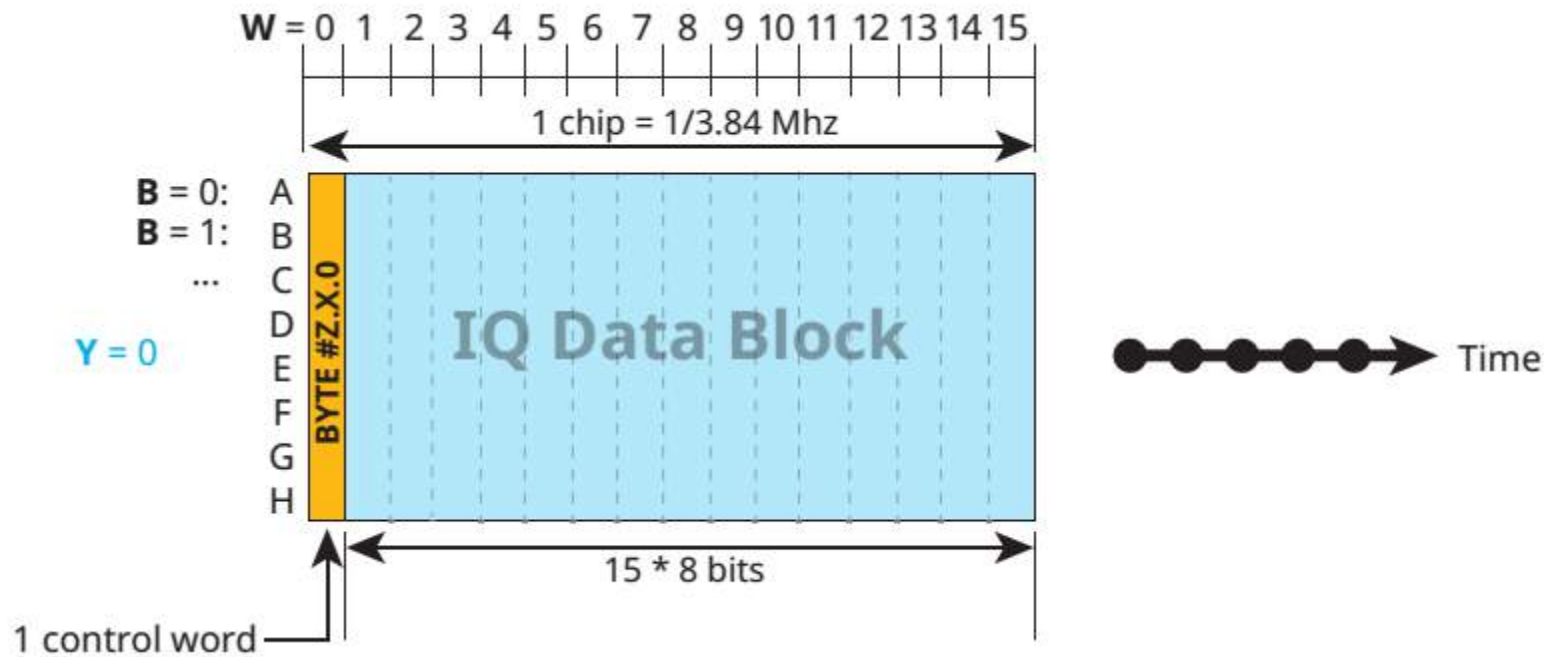 W = 0 1 2 3 4 5 6 7 8 9 10 11 12 13 14 15
1 chip = 1/3.84 Mhz
B = 0: A
B = 1: B
... C
D
Y = 0
E
F
G
H
BYTE #Z.X.0
IQ Data Block
Time
15 * 8 bits
1 control word